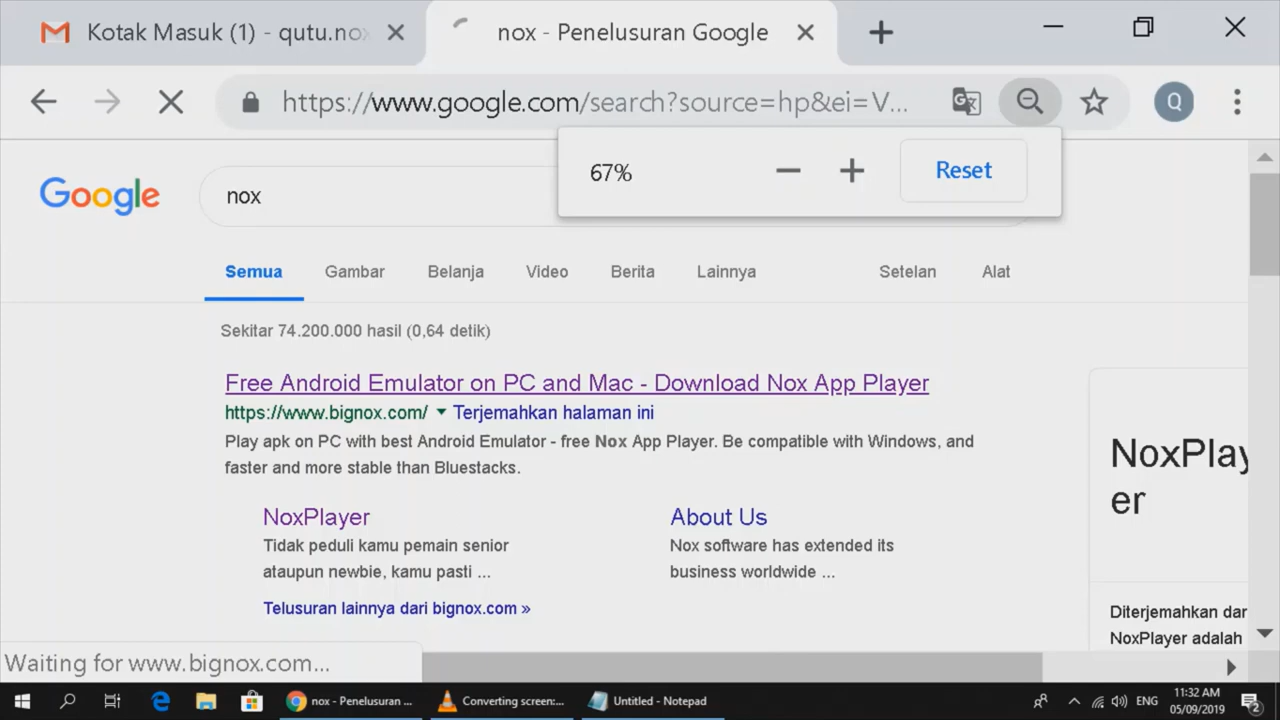 Kotak Masuk (1) - qutu.nox
nox - Penelusuran Google
https://www.google.com/search?source=hp&ei=V...
67%
Reset
Google
nox
Semua Gambar Belanja Video Berita Lainnya Setelan Alat
Sekitar 74.200.000 hasil (0,64 detik)
Free Android Emulator on PC and Mac - Download Nox App Player
https://www.bignox.com/ Terjemahkan halaman ini
Play apk on PC with best Android Emulator - free Nox App Player. Be compatible with Windows, and
faster and more stable than Bluestacks.
NoxPlayer
Tidak peduli kamu pemain senior
ataupun newbie, kamu pasti ...
About Us
Nox software has extended its
business worldwide ...
Telusuran lainnya dari bignox.com »
NoxPlay
er
Diterjemahkan dar
NoxPlayer adalah
Waiting for www.bignox.com...
nox - Penelusuran ...
Converting screen:...
Untitled - Notepad
ENG
11:32 AM
05/09/2019
2
Q